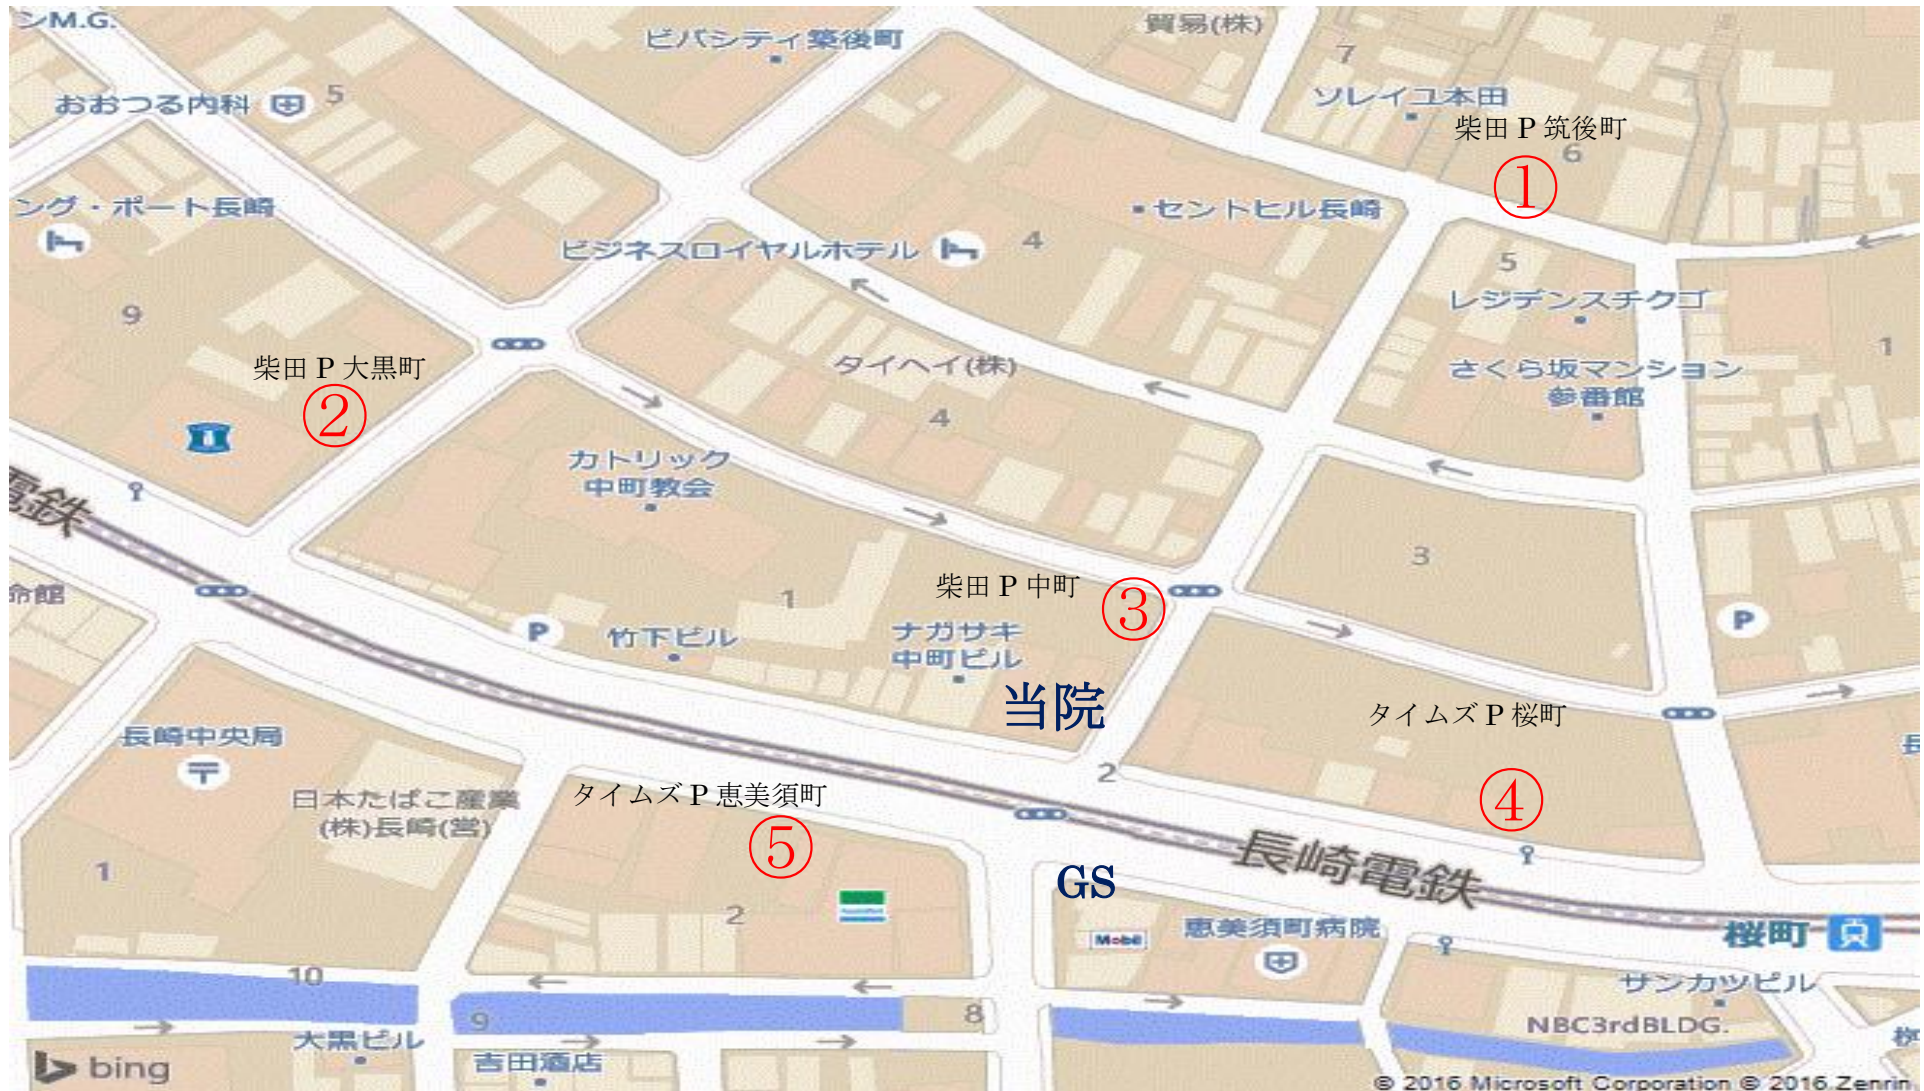 ンM.G.
貿易(株)
ビバシティ築後町
7
おおつる内科
5
ソレイユ本田
柴田 P 筑後町
6
①
ング・ポート長崎
セントヒル長崎
ビジネスロイヤルホテル
4
5
レジデンスチクゴ
9
1
柴田 P 大黒町
タイヘイ(株)
さくら坂マンション
参番館
②
4
カトリック
中町教会
電鉄
3
命館
柴田 P 中町
③
1
P
竹下ビル
ナガサキ
中町ビル
P
当院
タイムズ P 桜町
長崎中央局
長
2
日本たばこ産業
(株)長崎(営)
タイムズ P 恵美須町
④
⑤
長崎電鉄
1
GS
2
Mobil
恵美須町病院
桜町
10
サンカツビル
9
8
NBC3rdBLDG.
大黒ビル
吉田酒店
bing
© 2016 Microsoft Corporation © 2016 Zenrin